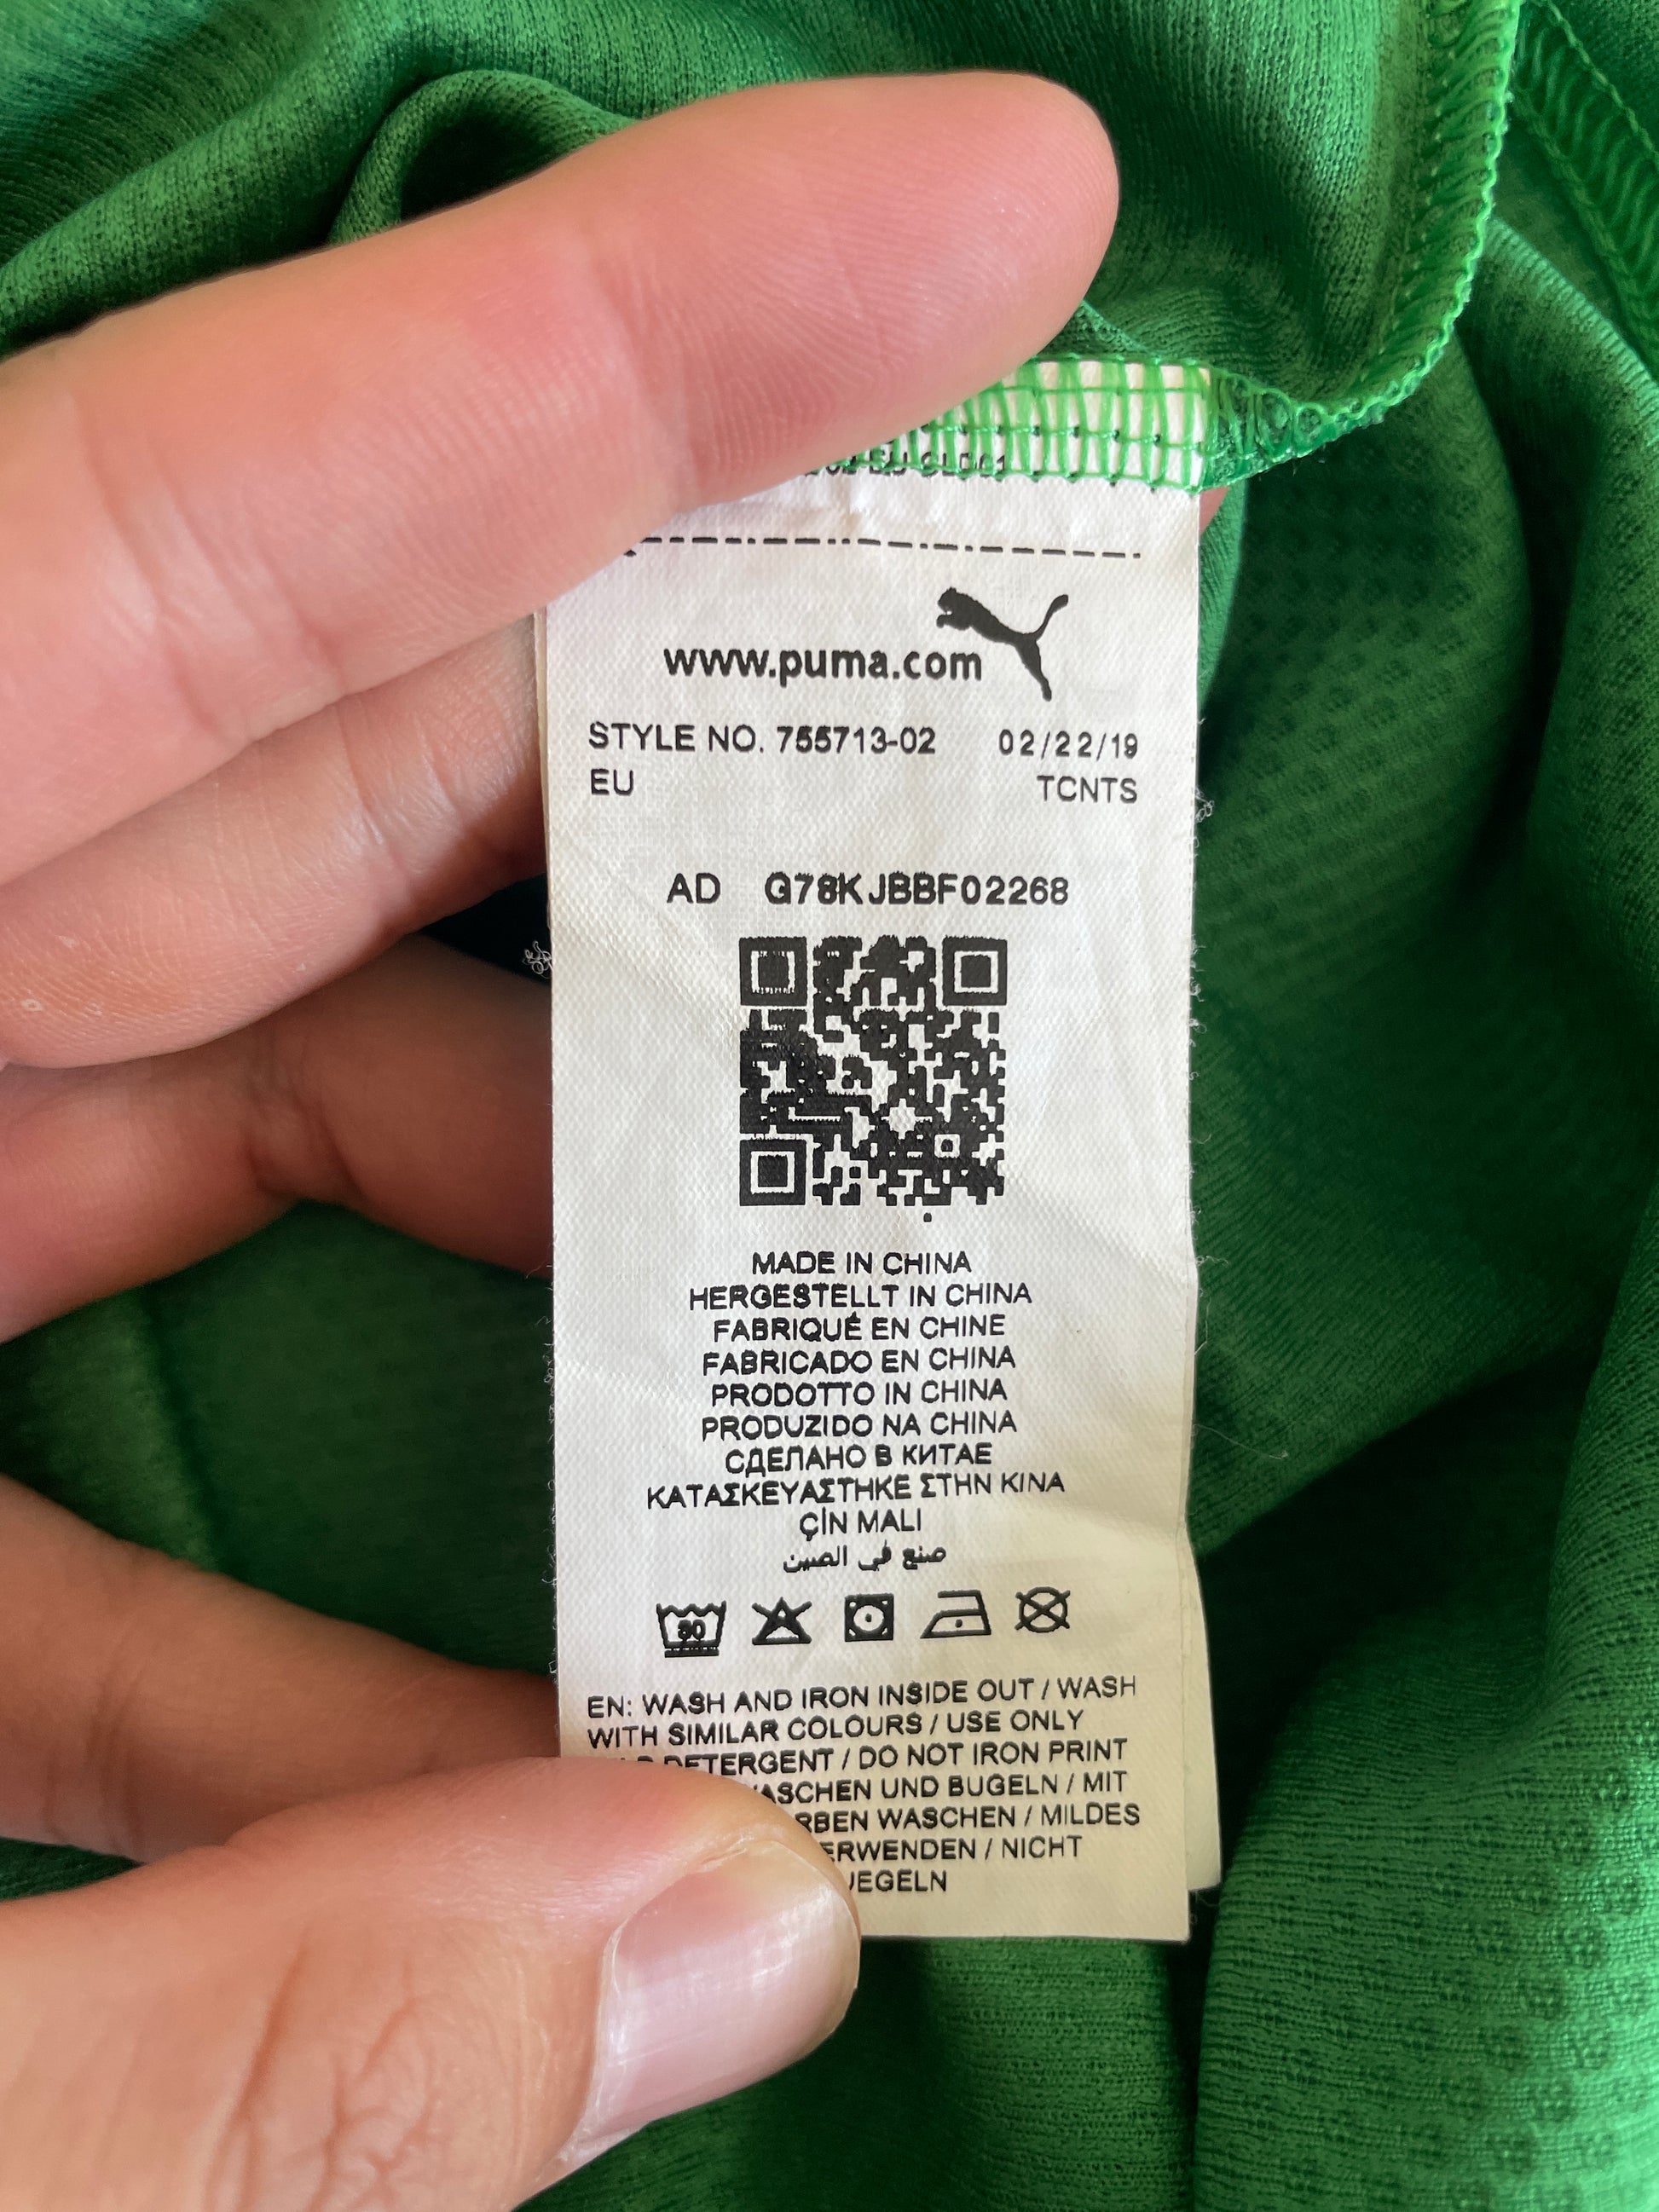 www.puma.com
STYLE NO. 755713-02 02/22/19
EU TCNTS
AD G78KJBBF02268
MADE IN CHINA
HERGESTELLT IN CHINA
FABRIQUÉ EN CHINE
FABRICADO EN CHINA
PRODOTTO IN CHINA
PRODUZIDO NA CHINA
СДЕЛАНО В КИТАЕ
ΚΑΤΑΣΚΕΥΑΣΤΗΚΕ ΣΤΗΝ ΚΙΝΑ
ÇİN MALI
صنع في الصين
EN: WASH AND IRON INSIDE OUT / WASH
WITH SIMILAR COLOURS / USE ONLY
DETERGENT / DO NOT IRON PRINT
UND BUGELN / MIT
WASCHEN / MILDES
/ NICHT